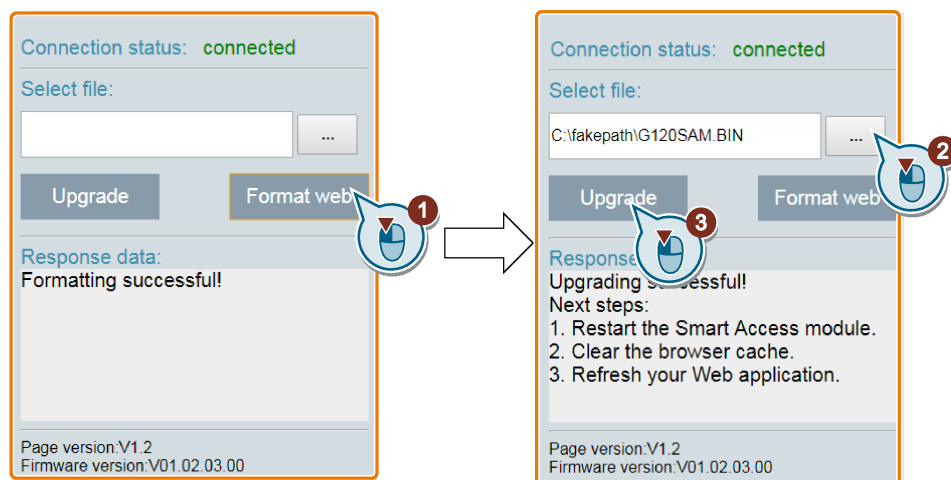 Connection status: connected
Select file:
...
Upgrade
Format web
1
Response data:
Formatting successful!
Page version:V1.2
Firmware version:V01.02.03.00
Connection status: connected
Select file:
C:\fakepath\G120SAM.BIN
...
2
Upgrade
Format web
3
Response
Upgrading successful!
Next steps:
1. Restart the Smart Access module.
2. Clear the browser cache.
3. Refresh your Web application.
Page version:V1.2
Firmware version:V01.02.03.00